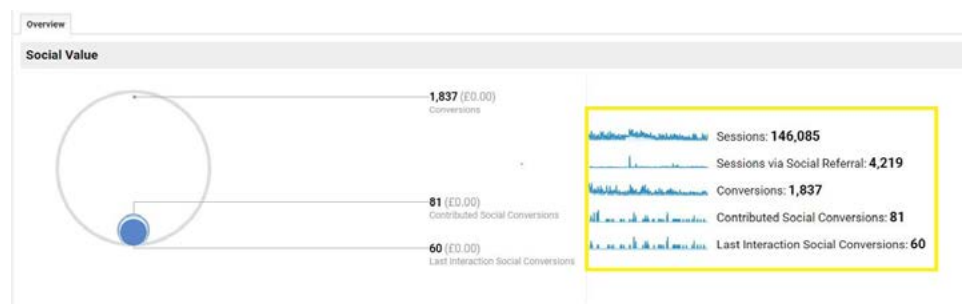 Overview
Social Value
1,837 (£0.00)
Conversions
81 (£0.00)
Contributed Social Conversions
60 (£0.00)
Last Interaction Social Conversions
Sessions: 146,085
Sessions via Social Referral: 4,219
Conversions: 1,837
Contributed Social Conversions: 81
Last Interaction Social Conversions: 60